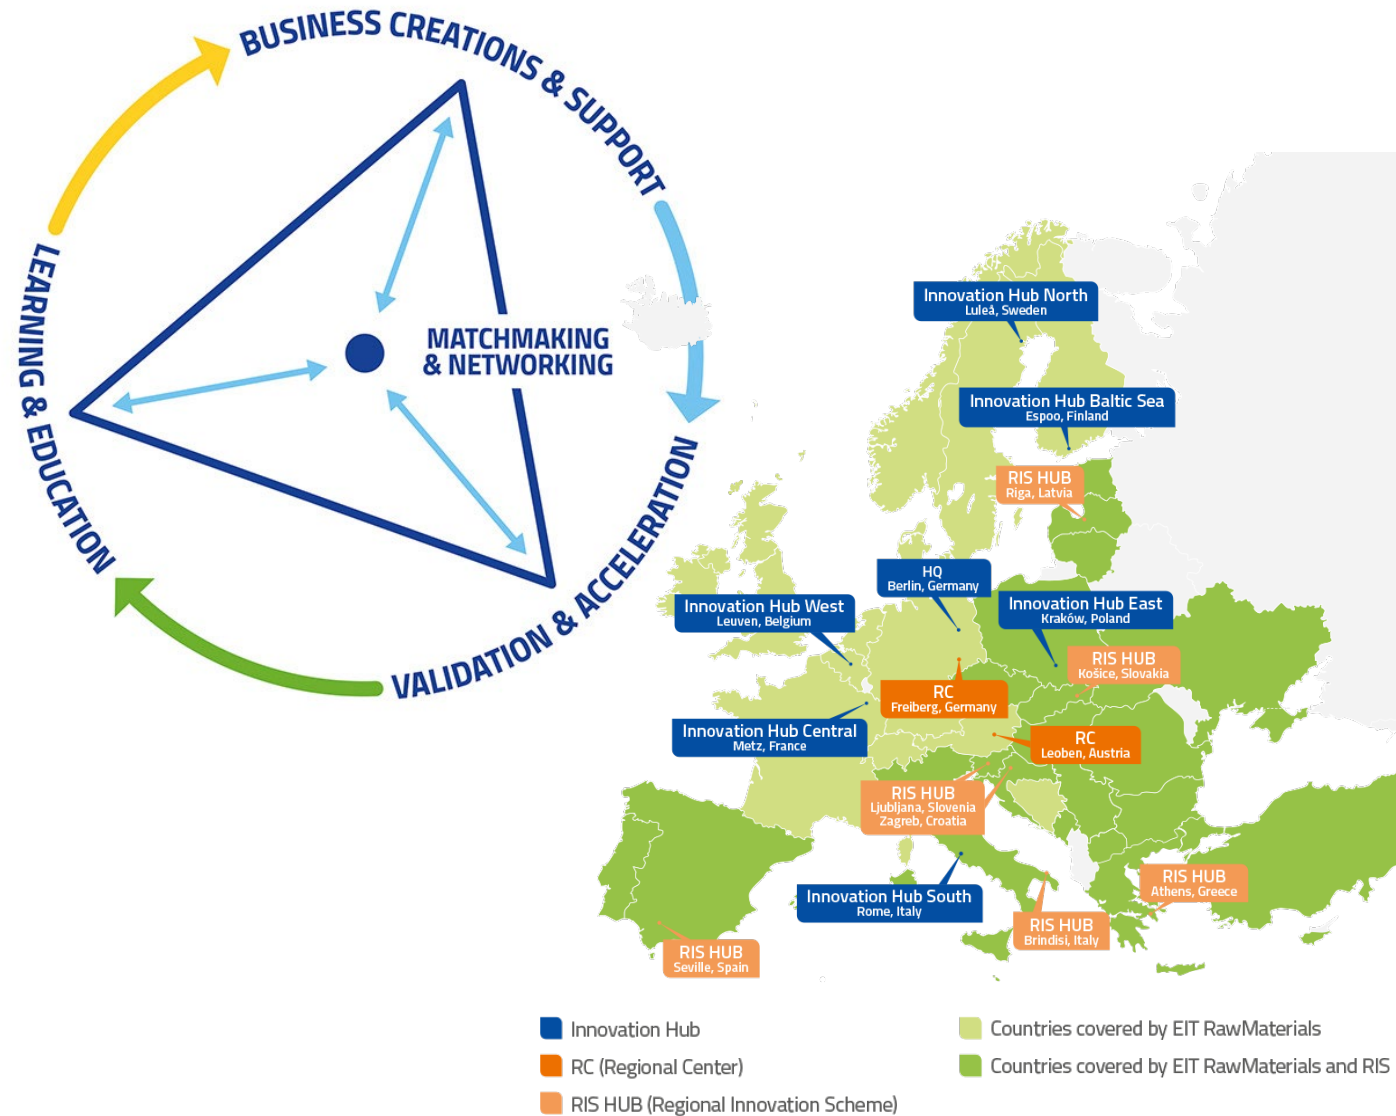 BUSINESS CREATIONS & SUPPORT
LEARNING & EDUCATION
MATCHMAKING
& NETWORKING
VALIDATION & ACCELERATION
Innovation Hub North
Luleå, Sweden
Innovation Hub Baltic Sea
Espoo, Finland
RIS HUB
Riga, Latvia
HQ
Berlin, Germany
Innovation Hub West
Leuven, Belgium
Innovation Hub East
Kraków, Poland
RIS HUB
Košice, Slovakia
RC
Freiberg, Germany
Innovation Hub Central
Metz, France
RC
Leoben, Austria
RIS HUB
Ljubljana, Slovenia
Zagreb, Croatia
Innovation Hub South
Rome, Italy
RIS HUB
Athens, Greece
RIS HUB
Brindisi, Italy
RIS HUB
Seville, Spain
Innovation Hub
RC (Regional Center)
RIS HUB (Regional Innovation Scheme)
Countries covered by EIT RawMaterials
Countries covered by EIT RawMaterials and RIS